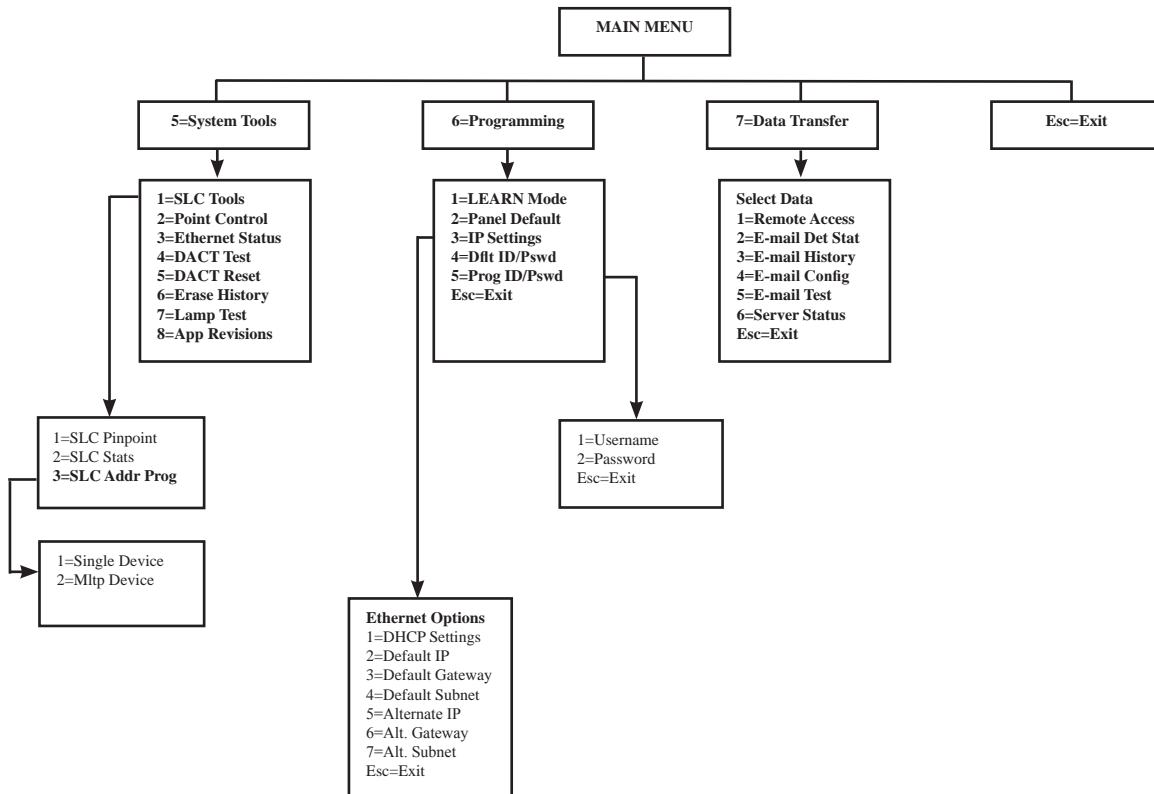 MAIN MENU
5=System Tools
6=Programming
7=Data Transfer
Esc=Exit
1=SLC Tools
2=Point Control
3=Ethernet Status
4=DACT Test
5=DACT Reset
6=Erase History
7=Lamp Test
8=App Revisions
1=LEARN Mode
2=Panel Default
3=IP Settings
4=Dflt ID/Pswd
5=Prog ID/Pswd
Esc=Exit
Select Data
1=Remote Access
2=E-mail Det Stat
3=E-mail History
4=E-mail Config
5=E-mail Test
6=Server Status
Esc=Exit
1=SLC Pinpoint
2=SLC Stats
3=SLC Addr Prog
1=Username
2=Password
Esc=Exit
1=Single Device
2=Mltp Device
Ethernet Options
1=DHCP Settings
2=Default IP
3=Default Gateway
4=Default Subnet
5=Alternate IP
6=Alt. Gateway
7=Alt. Subnet
Esc=Exit